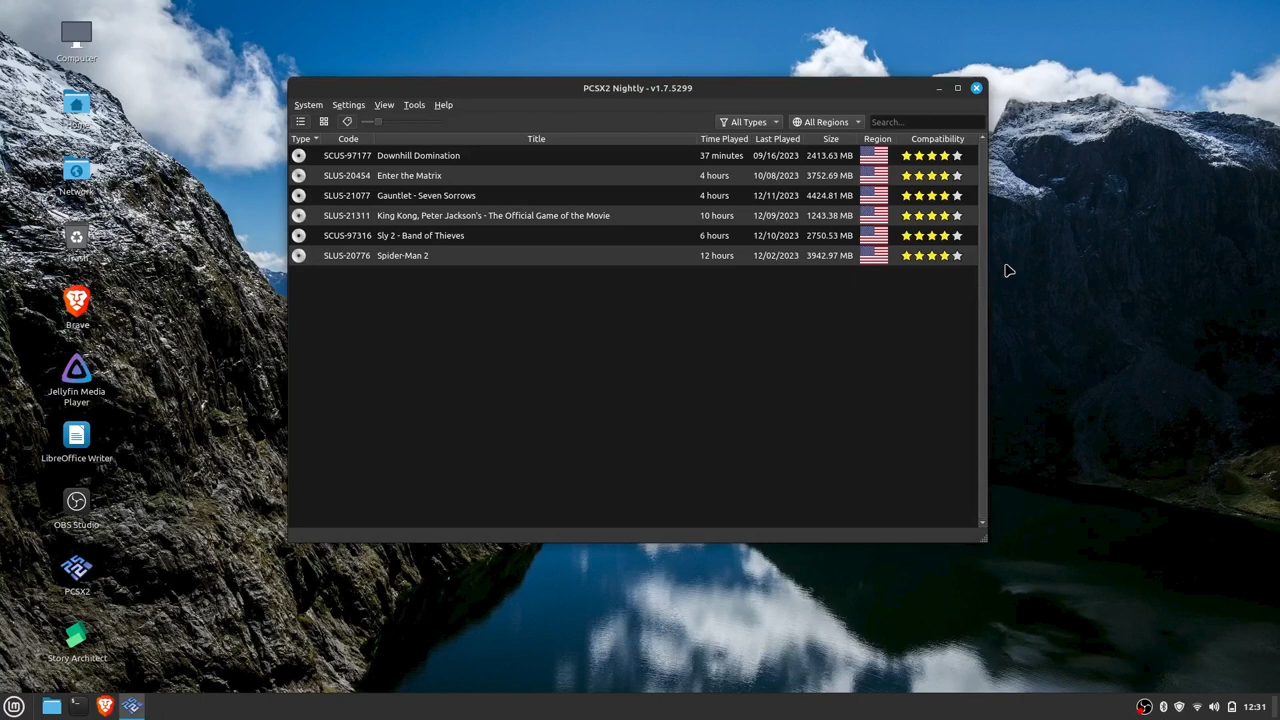 Computer
Network
Brave
Jellyfin Media
Player
LibreOffice Writer
OBS Studio
PCSX2
Story Architect
PCSX2 Nightly - v1.7.5299
System Settings View Tools Help
All Types All Regions Search...
Type Code Title Time Played Last Played Size Region Compatibility
SCUS-97177 Downhill Domination 37 minutes 09/16/2023 2413.63 MB
SLUS-20454 Enter the Matrix 4 hours 10/08/2023 3752.69 MB
SLUS-21077 Gauntlet - Seven Sorrows 4 hours 12/11/2023 4424.81 MB
SLUS-21311 King Kong, Peter Jackson's - The Official Game of the Movie 10 hours 12/09/2023 1243.38 MB
SCUS-97316 Sly 2 - Band of Thieves 6 hours 12/10/2023 2750.53 MB
SLUS-20776 Spider-Man 2 12 hours 12/02/2023 3942.97 MB
12:31